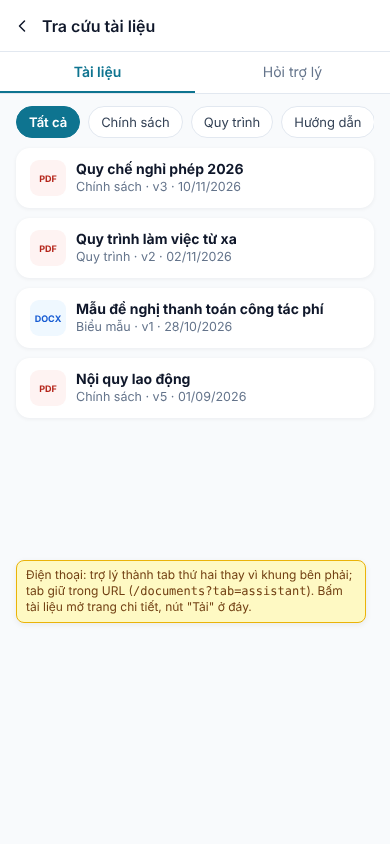 Tra cứu tài liệu
Tài liệu
Hỏi trợ lý
Tất cả
Chính sách
Quy trình
Hướng dẫn
PDF
Quy chế nghỉ phép 2026
Chính sách · v3 · 10/11/2026
PDF
Quy trình làm việc từ xa
Quy trình · v2 · 02/11/2026
DOCX
Mẫu đề nghị thanh toán công tác phí
Biểu mẫu · v1 · 28/10/2026
PDF
Nội quy lao động
Chính sách · v5 · 01/09/2026
Điện thoại: trợ lý thành tab thứ hai thay vì khung bên phải;
tab giữ trong URL (/documents?tab=assistant). Bấm
tài liệu mở trang chi tiết, nút "Tải" ở đáy.